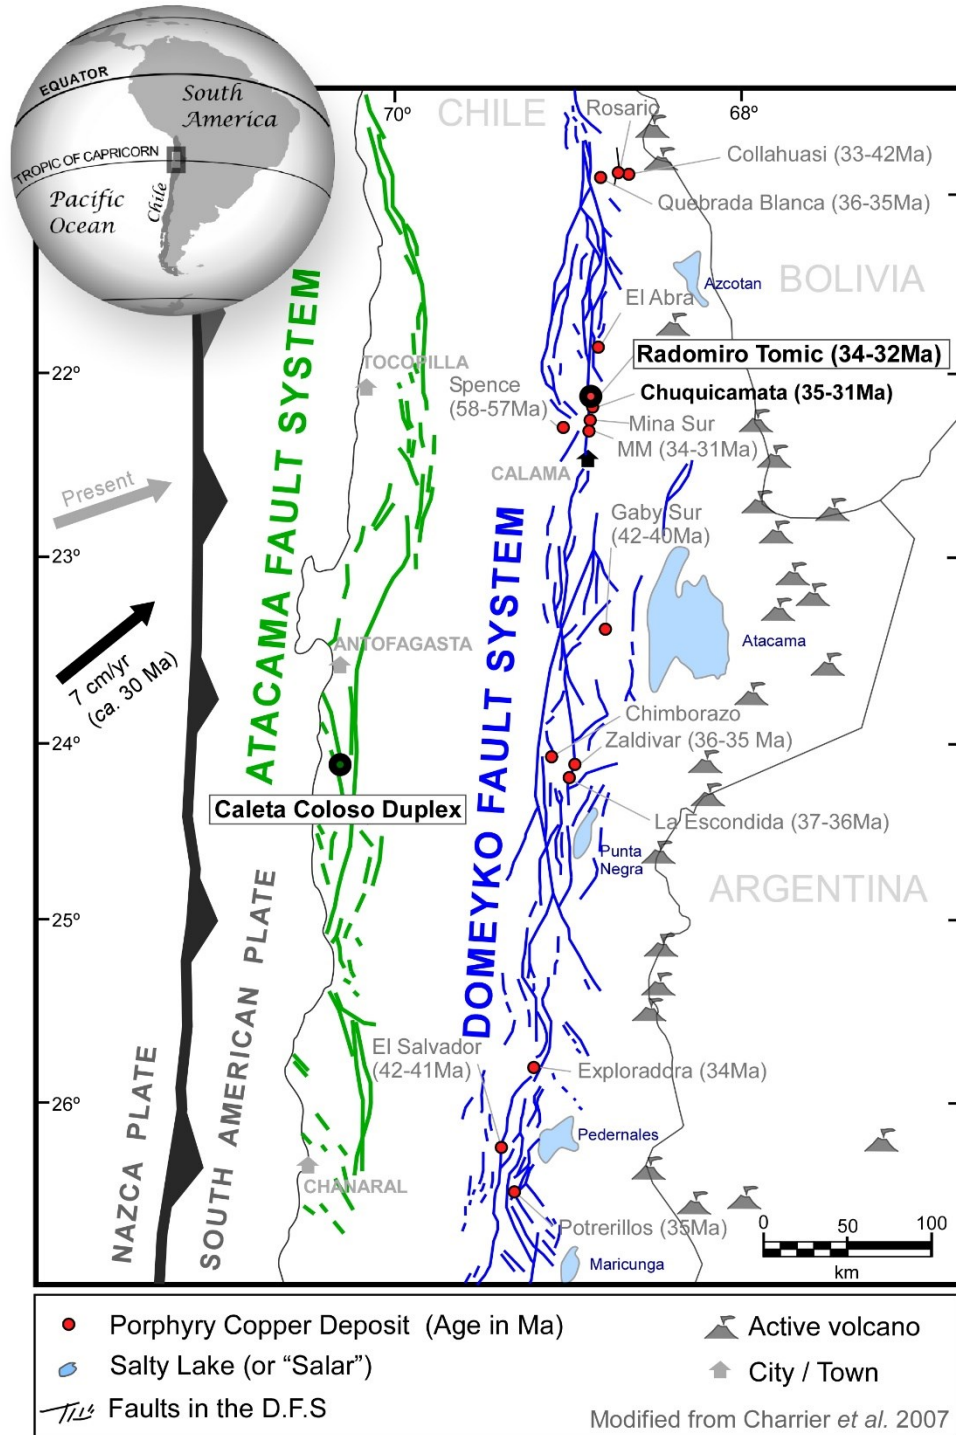 EQUATOR
South
America
TROPIC OF CAPRICORN
Pacific
Ocean
Chile
70°
68°
CHILE
Rosario
Collahuasi (33-42Ma)
Quebrada Blanca (36-35Ma)
BOLIVIA
Azcotan
El Abra
ATACAMA FAULT SYSTEM
TOCOPILLA
22°
Radomiro Tomic (34-32Ma)
Spence
(58-57Ma)
Chuquicamata (35-31Ma)
Mina Sur
MM (34-31Ma)
CALAMA
Present
Gaby Sur
(42-40Ma)
23°
DOMEYKO FAULT SYSTEM
ANTOFAGASTA
Atacama
7 cm/yr
(ca. 30 Ma)
Chimborazo
24°
Zaldivar (36-35 Ma)
Caleta Coloso Duplex
La Escondida (37-36Ma)
Punta
Negra
ARGENTINA
25°
NAZCA PLATE
SOUTH AMERICAN PLATE
El Salvador
(42-41Ma)
Exploradora (34Ma)
26°
Pedernales
CHANARAL
Potrerillos (35Ma)
Maricunga
0 50 100
km
Porphyry Copper Deposit (Age in Ma)
Active volcano
Salty Lake (or “Salar”)
City / Town
Faults in the D.F.S
Modified from Charrier et al. 2007